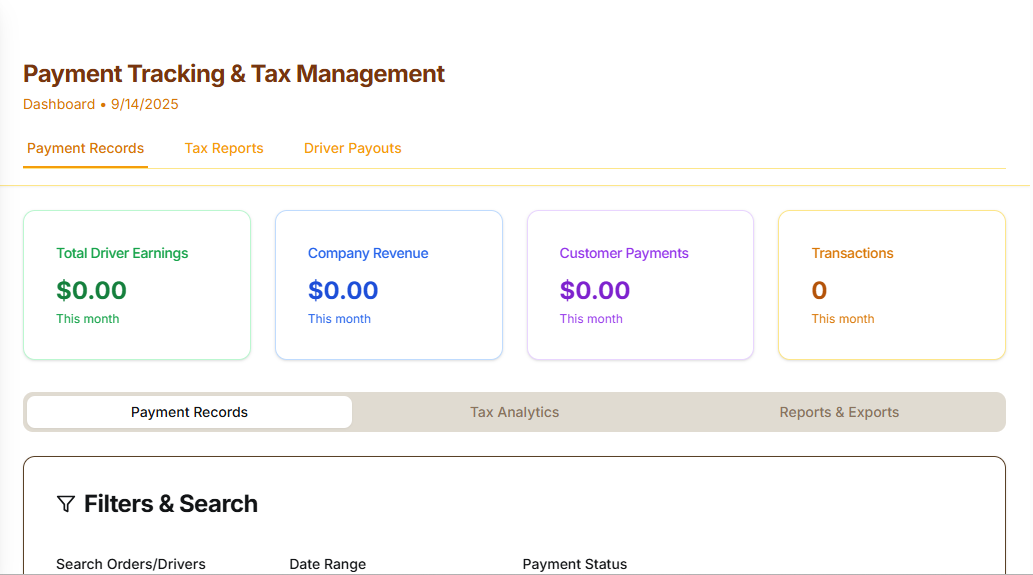 Payment Tracking & Tax Management
Dashboard • 9/14/2025
Payment Records
Tax Reports
Driver Payouts
Total Driver Earnings
$0.00
This month
Company Revenue
$0.00
This month
Customer Payments
$0.00
This month
Transactions
0
This month
Payment Records
Tax Analytics
Reports & Exports
Filters & Search
Search Orders/Drivers
Date Range
Payment Status